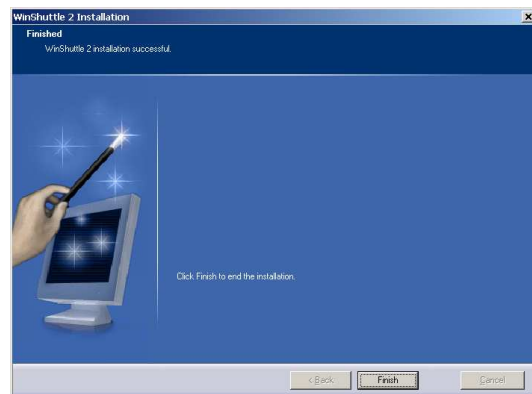 WinShuttle 2 Installation
Finished
WinShuttle 2 installation successful.
Click Finish to end the installation.
< Back
Finish
Cancel